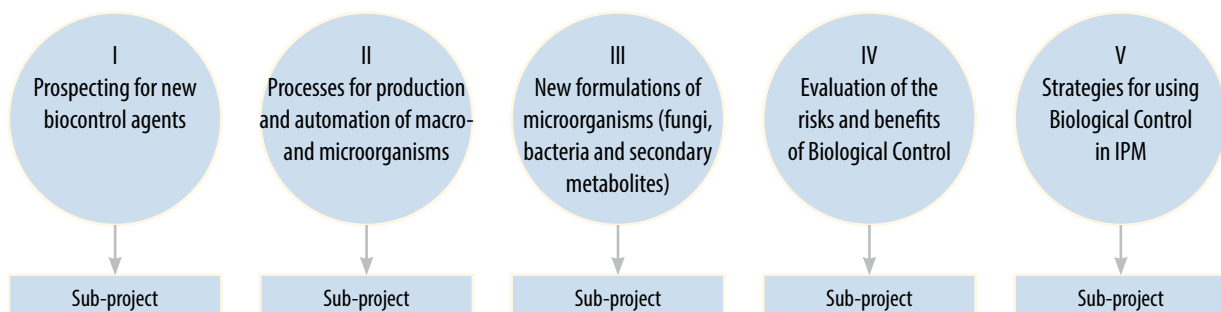 I
Prospecting for new
biocontrol agents
II
Processes for production
and automation of macro-
and microorganisms
III
New formulations of
microorganisms (fungi,
bacteria and secondary
metabolites)
IV
Evaluation of the
risks and benefits
of Biological Control
V
Strategies for using
Biological Control
in IPM
Sub-project
Sub-project
Sub-project
Sub-project
Sub-project